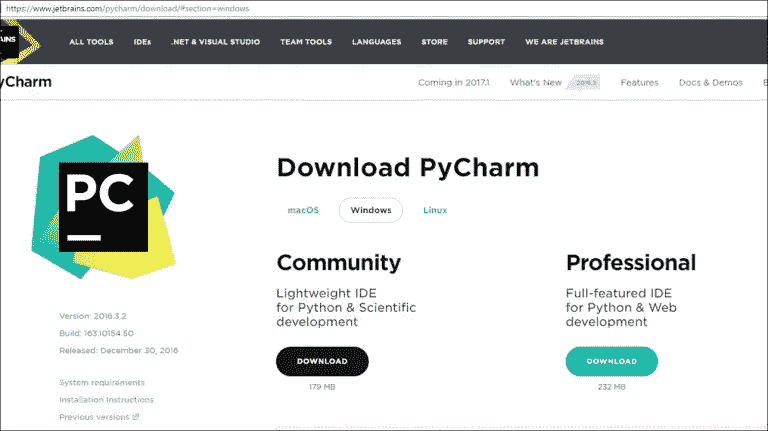 https://www.jetbrains.com/pycharm/download/#section=windows
ALL TOOLS IDEs .NET & VISUAL STUDIO TEAM TOOLS LANGUAGES STORE SUPPORT WE ARE JETBRAINS
yCharm Coming in 2017.1 What's New 2016.3 Features Docs & Demos
PC
Download PyCharm
macOS Windows Linux
Community Professional
Lightweight IDE Full-featured IDE
for Python & Scientific for Python & Web
development development
Version: 2016.3.2
Build: 163.10154.50
Released: December 30, 2016
DOWNLOAD DOWNLOAD
179 MB 232 MB
System requirements
Installation Instructions
Previous versions